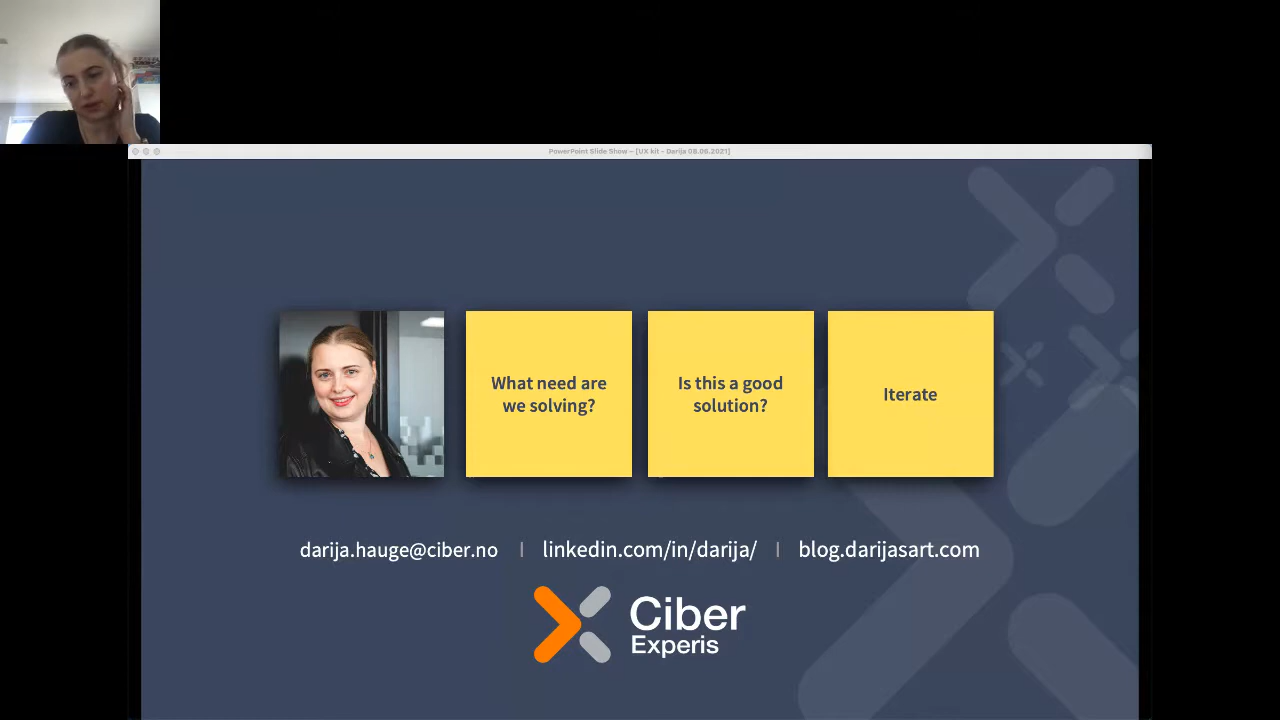 PowerPoint Slide Show – [UX kit - Darija 08.06.2021]
What need are
we solving?
Is this a good
solution?
Iterate
darija.hauge@ciber.no | linkedin.com/in/darija/ | blog.darijasart.com
Ciber
Experis